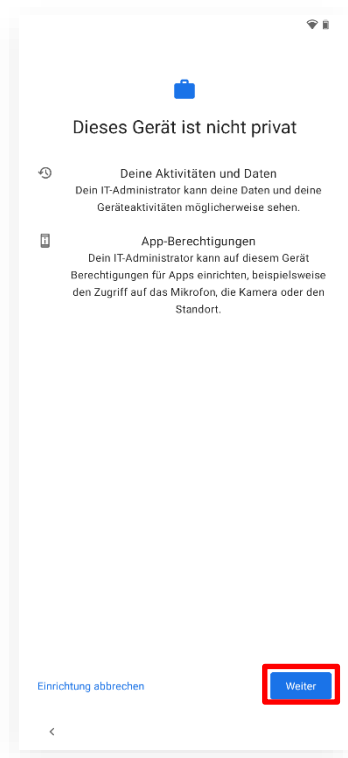 Dieses Gerät ist nicht privat
Deine Aktivitäten und Daten
Dein IT-Administrator kann deine Daten und deine
Geräteaktivitäten möglicherweise sehen.
App-Berechtigungen
Dein IT-Administrator kann auf diesem Gerät
Berechtigungen für Apps einrichten, beispielsweise
den Zugriff auf das Mikrofon, die Kamera oder den
Standort.
Einrichtung abbrechen
Weiter